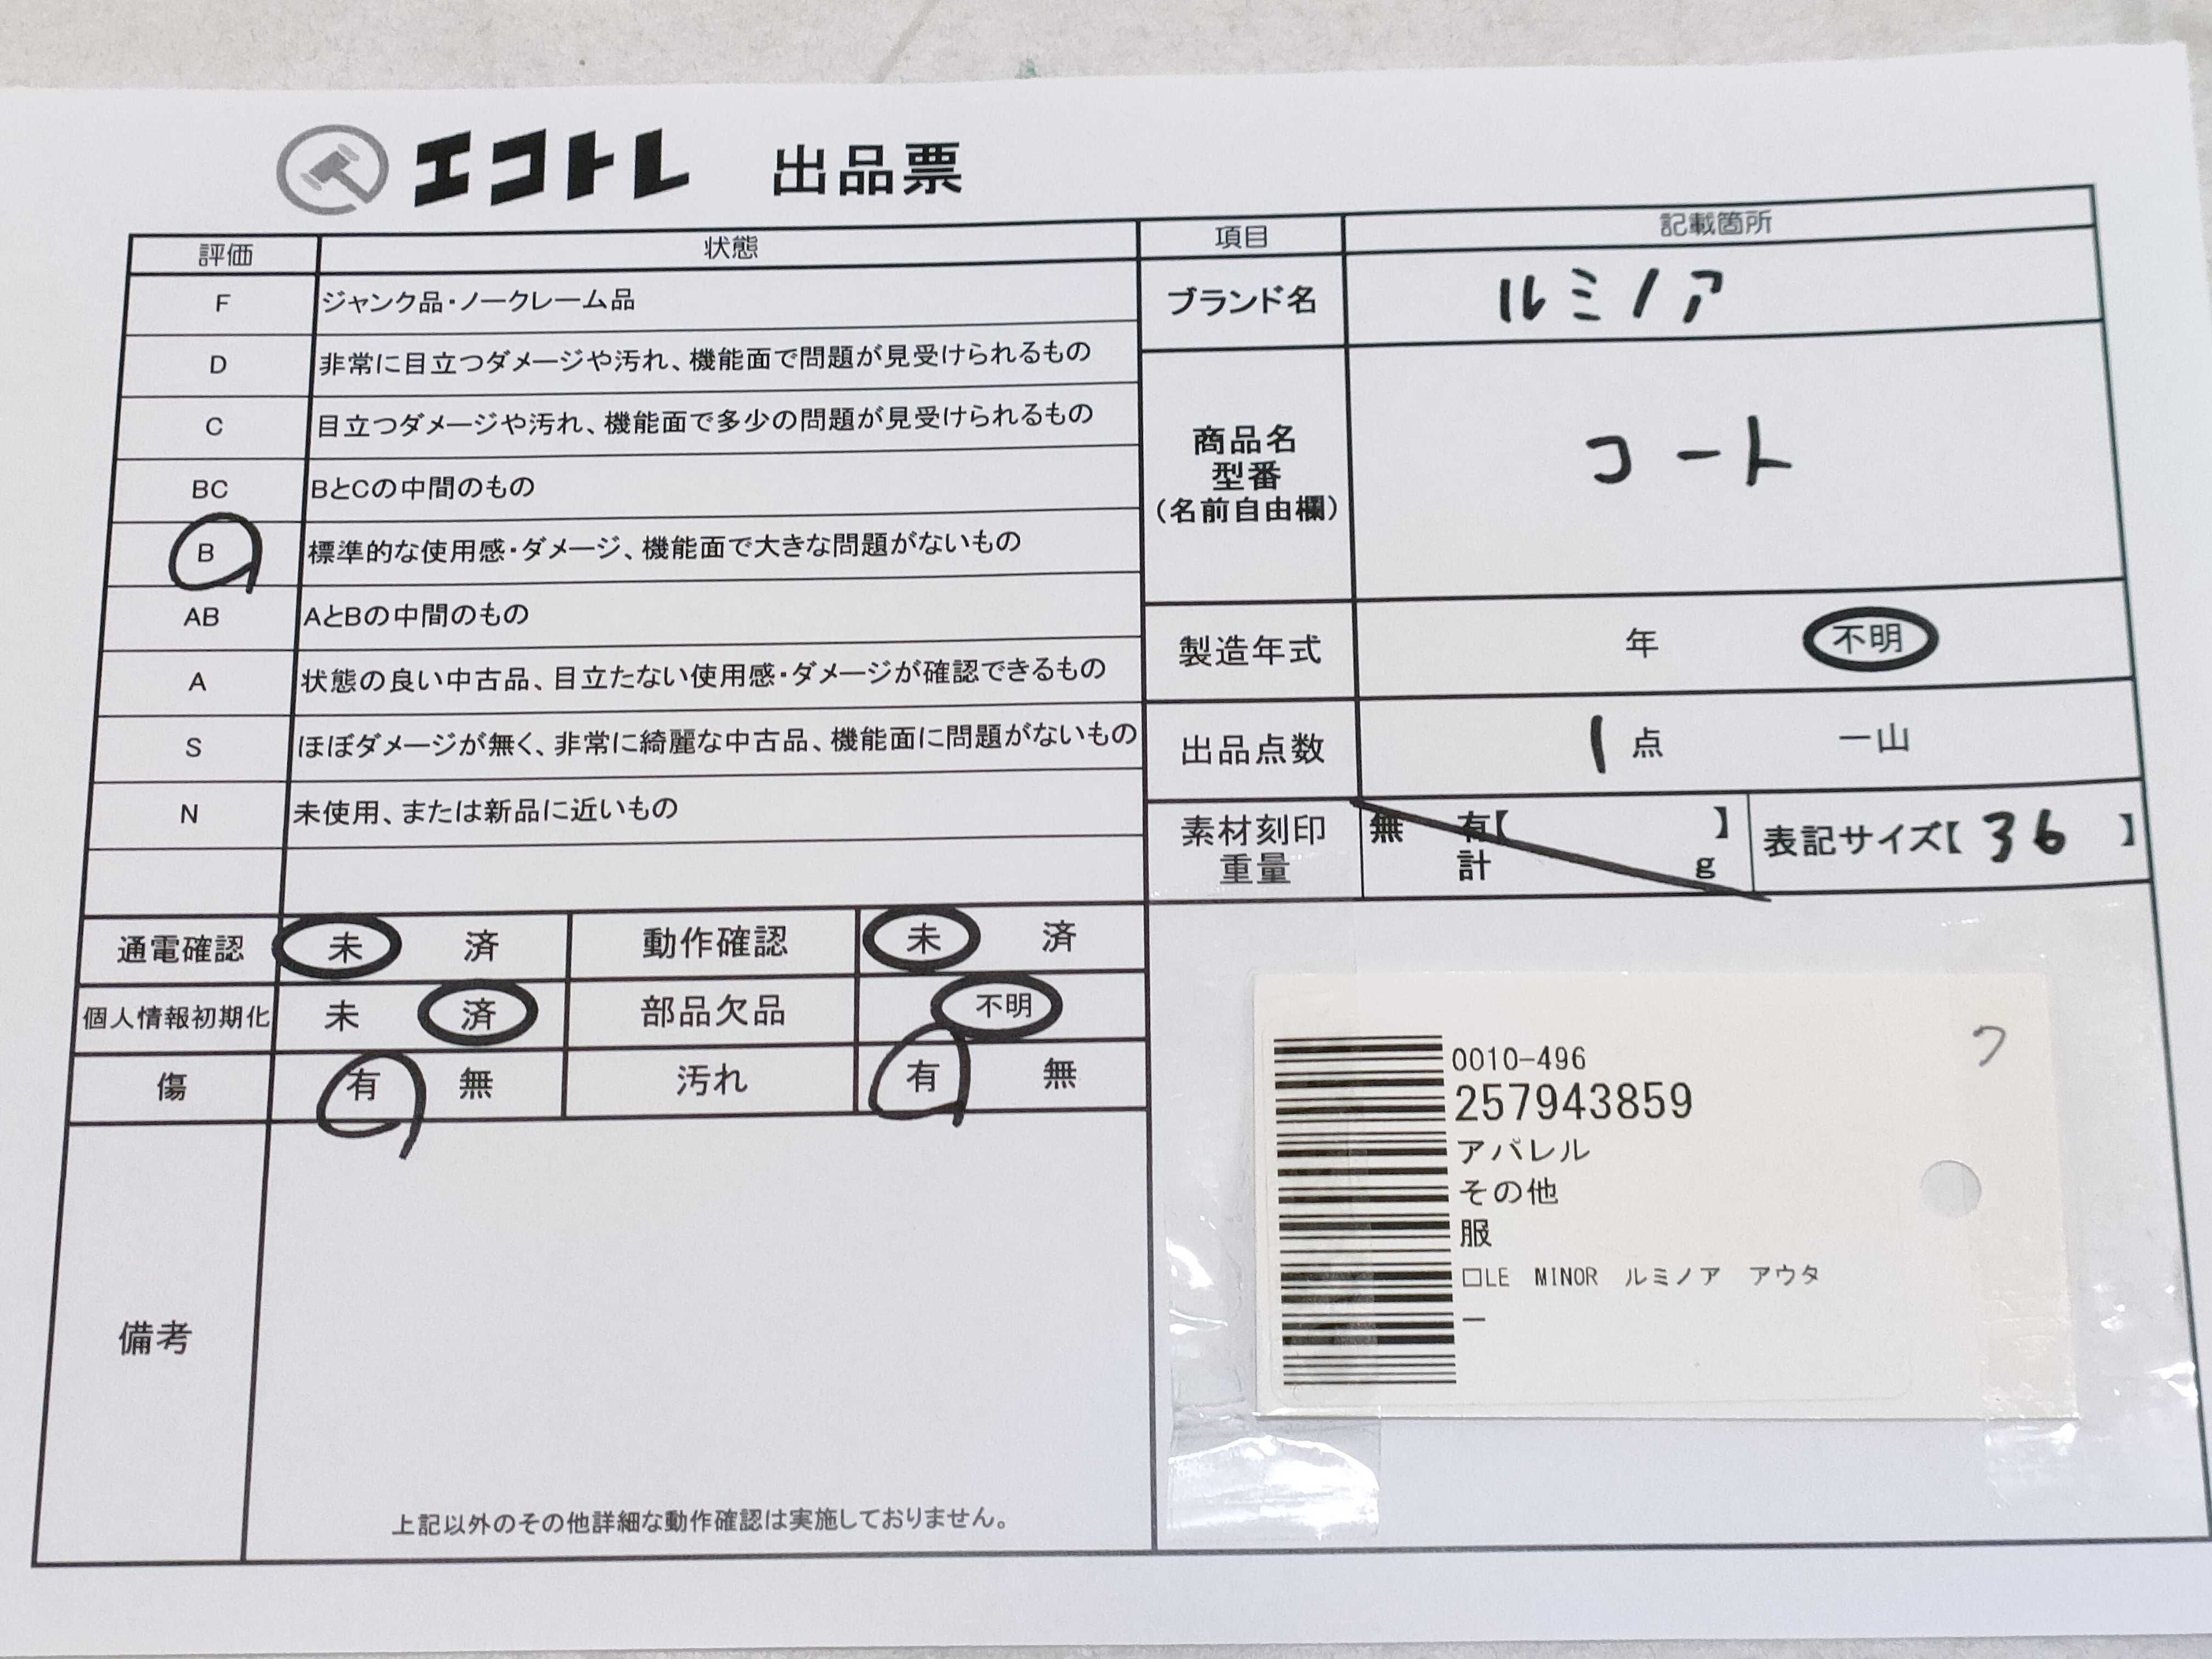 エコトレ 出品票
評価 状態
F ジャンク品・ノークレーム品
D 非常に目立つダメージや汚れ、機能面で問題が見受けられるもの
C 目立つダメージや汚れ、機能面で多少の問題が見受けられるもの
BC BとCの中間のもの
B 標準的な使用感・ダメージ、機能面で大きな問題がないもの
AB AとBの中間のもの
A 状態の良い中古品、目立たない使用感・ダメージが確認できるもの
S ほぼダメージが無く、非常に綺麗な中古品、機能面に問題がないもの
N 未使用、または新品に近いもの
通電確認 未 済 動作確認 未 済
個人情報初期化 未 済 部品欠品 不明
傷 有 無 汚れ 有 無
備考
上記以外のその他詳細な動作確認は実施しておりません。
項目 記載箇所
ブランド名 ルミノア
商品名
型番
(名前自由欄)
コート
製造年式 年 不明
出品点数 1 点 一山
素材刻印 無 有【 】
重量 計 g
表記サイズ【 36 】
0010-496
257943859
アパレル
その他
服
□LE MINOR ルミノア アウタ
ー
ワ